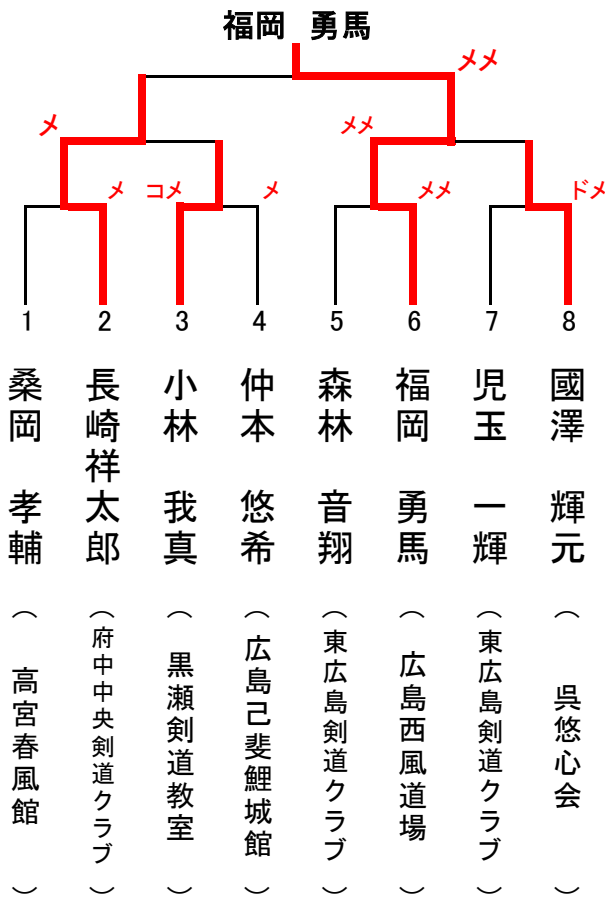 福岡 勇馬
メメ
メ
メメ
メ
コメ
メ
メメ
ドメ
1 2 3 4 5 6 7 8
桑岡 孝輔
(高宮春風館)
長崎祥太郎
(府中中央剣道クラブ)
小林 我真
(黒瀬剣道教室)
仲本 悠希
(広島己斐鯉城館)
森林 音翔
(東広島剣道クラブ)
福岡 勇馬
(広島西風道場)
児玉 一輝
(東広島剣道クラブ)
國澤 輝元
(呉悠心会)